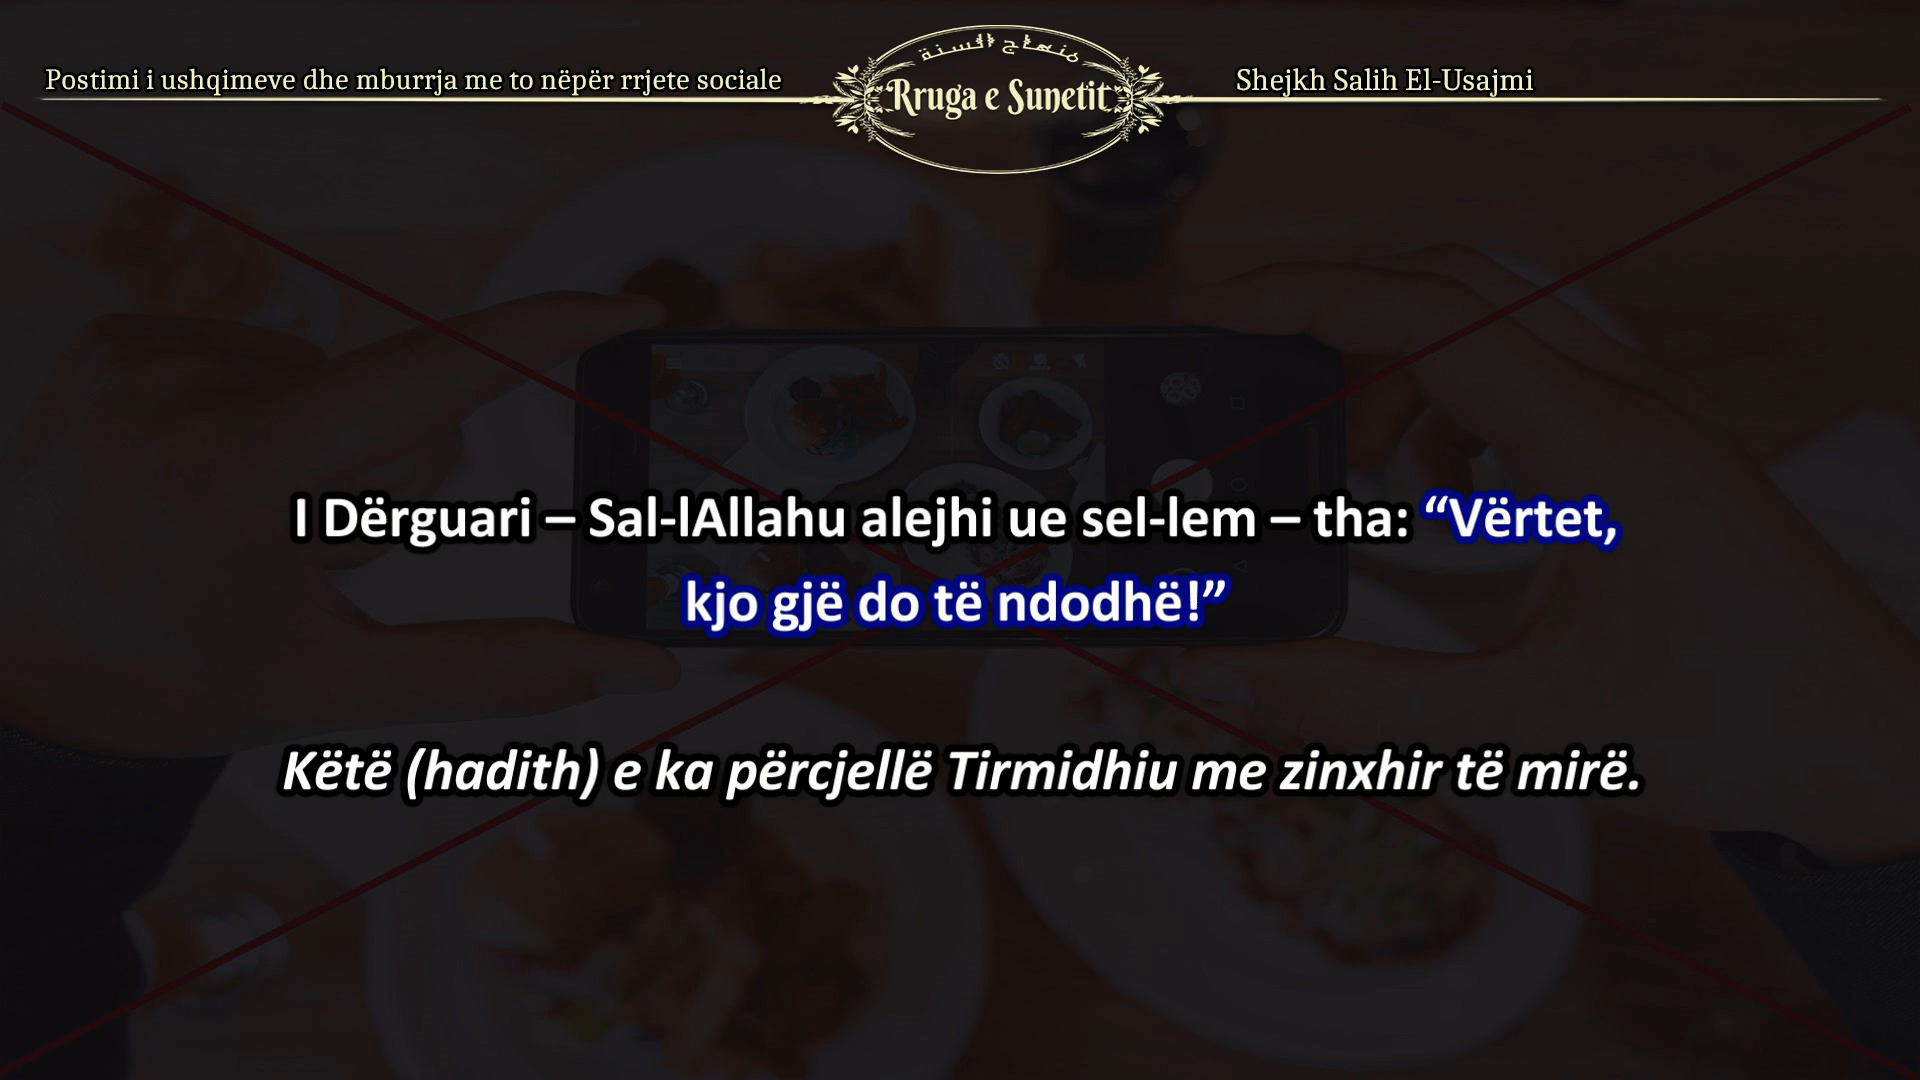 Postimi i ushqimeve dhe mburrja me to nëpër rrjete sociale
منهاج السنة
Rruga e Sunetit
Shejkh Salih El-Usajmi
I Dërguari – Sal-lAllahu alejhi ue sel-lem – tha: “Vërtet,
kjo gjë do të ndodhë!”
Këtë (hadith) e ka përcjellë Tirmidhiu me zinxhir të mirë.